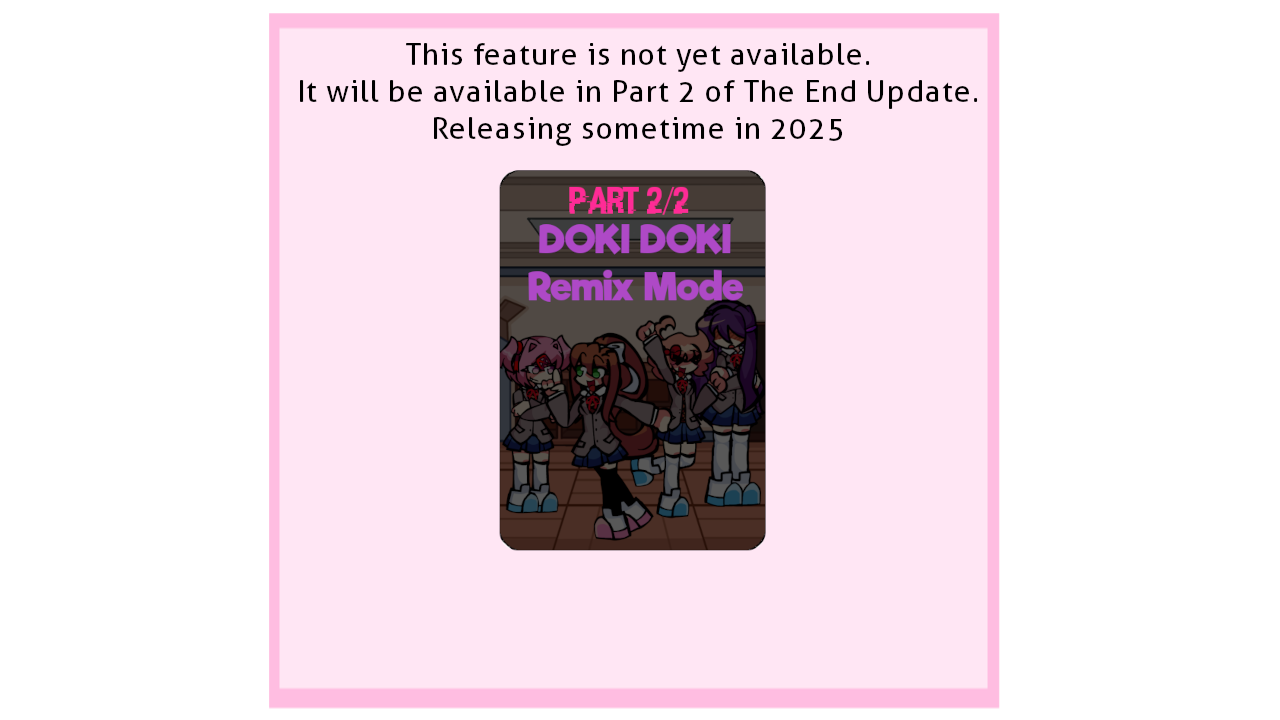 This feature is not yet available.
It will be available in Part 2 of The End Update.
Releasing sometime in 2025
PART 2/2
DOKI DOKI
Remix Mode